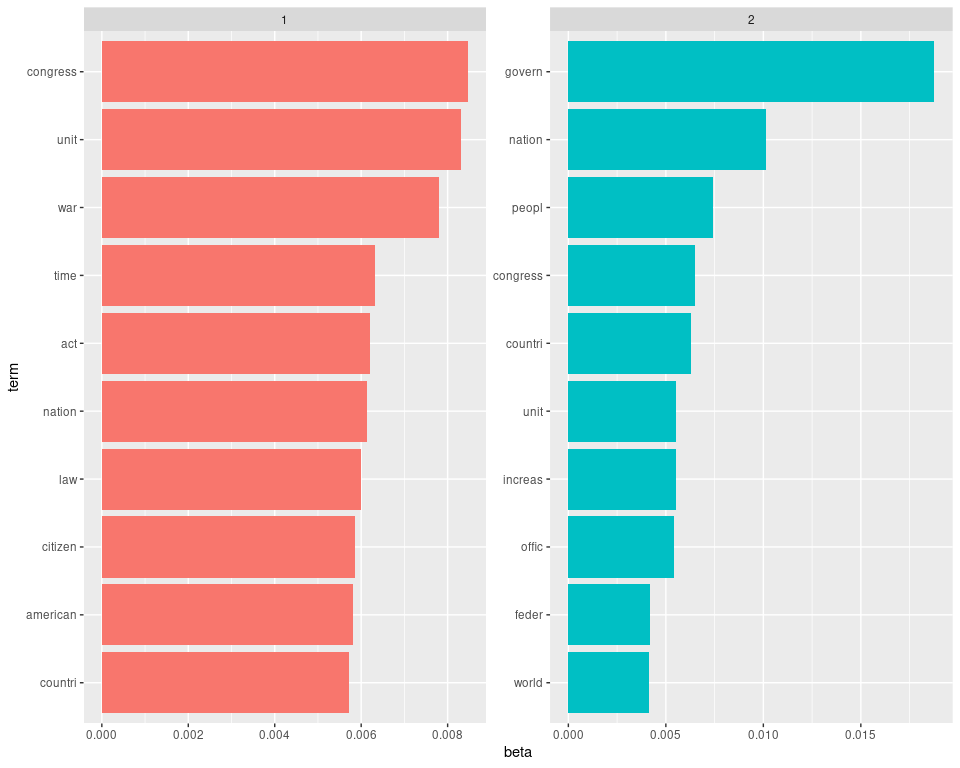 1
2
term
congress
unit
war
time
act
nation
law
citizen
american
countri
0.000 0.002 0.004 0.006 0.008
govern
nation
peopl
congress
countri
unit
increas
offic
feder
world
0.000 0.005 0.010 0.015
beta